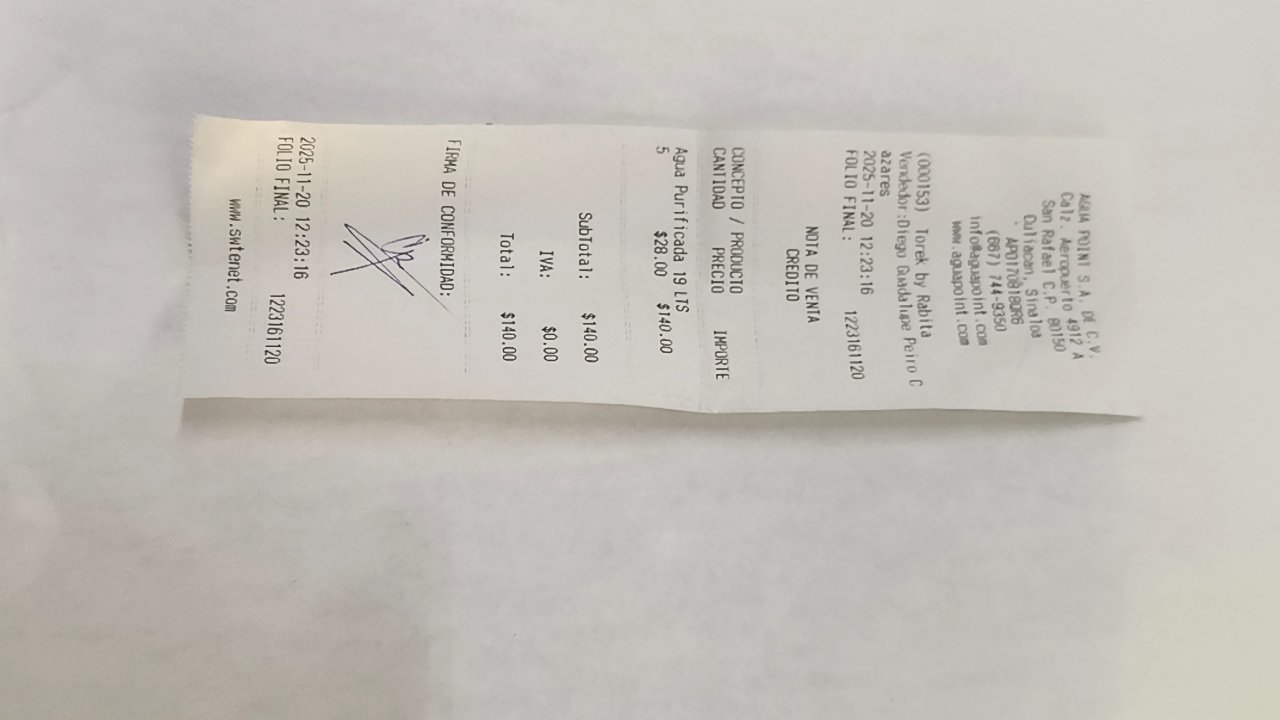 AGUA POINT S.A. DE C.V.
Calz. Aeropuerto 4912 A
San Rafael C.P. 80150
Culiacan, Sinaloa
(667) 744-9350
info@aguapoint.com
www.aguapoint.com
(000153) Torek by Rabita
Vendedor:Diego Guadalupe Peiro C
azares
2025-11-20 12:23:16
FOLIO FINAL: 1223161120
NOTA DE VENTA
CREDITO
CONCEPTO / PRODUCTO
CANTIDAD PRECIO IMPORTE
Agua Purificada 19 LTS
5 $28.00 $140.00
SubTotal: $140.00
IVA: $0.00
Total: $140.00
FIRMA DE CONFORMIDAD:
2025-11-20 12:23:16
FOLIO FINAL: 1223161120
www.swtenet.com